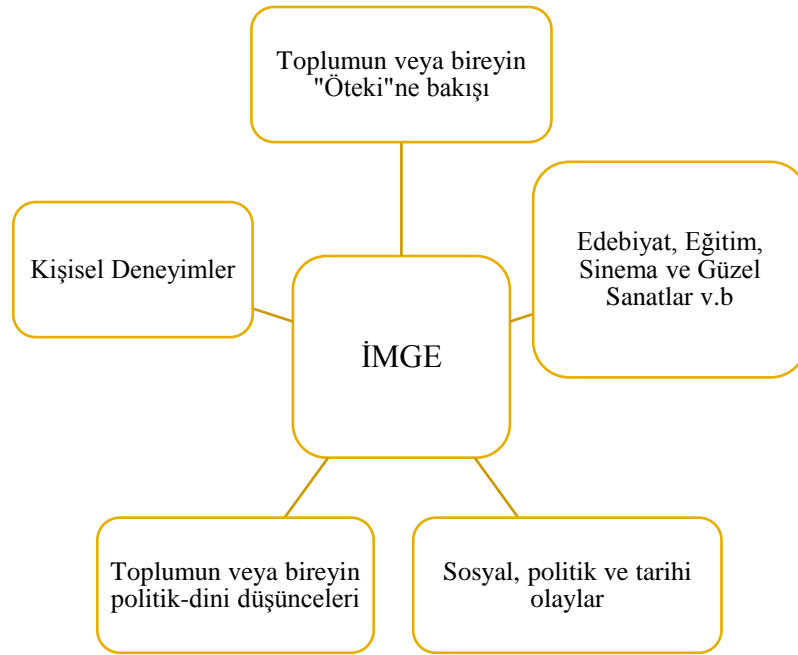 Toplumun veya bireyin
"Öteki"ne bakışı
Kişisel Deneyimler
Edebiyat, Eğitim,
Sinema ve Güzel
Sanatlar v.b
İMGE
Toplumun veya bireyin
politik-dini düşünceleri
Sosyal, politik ve tarihi
olaylar